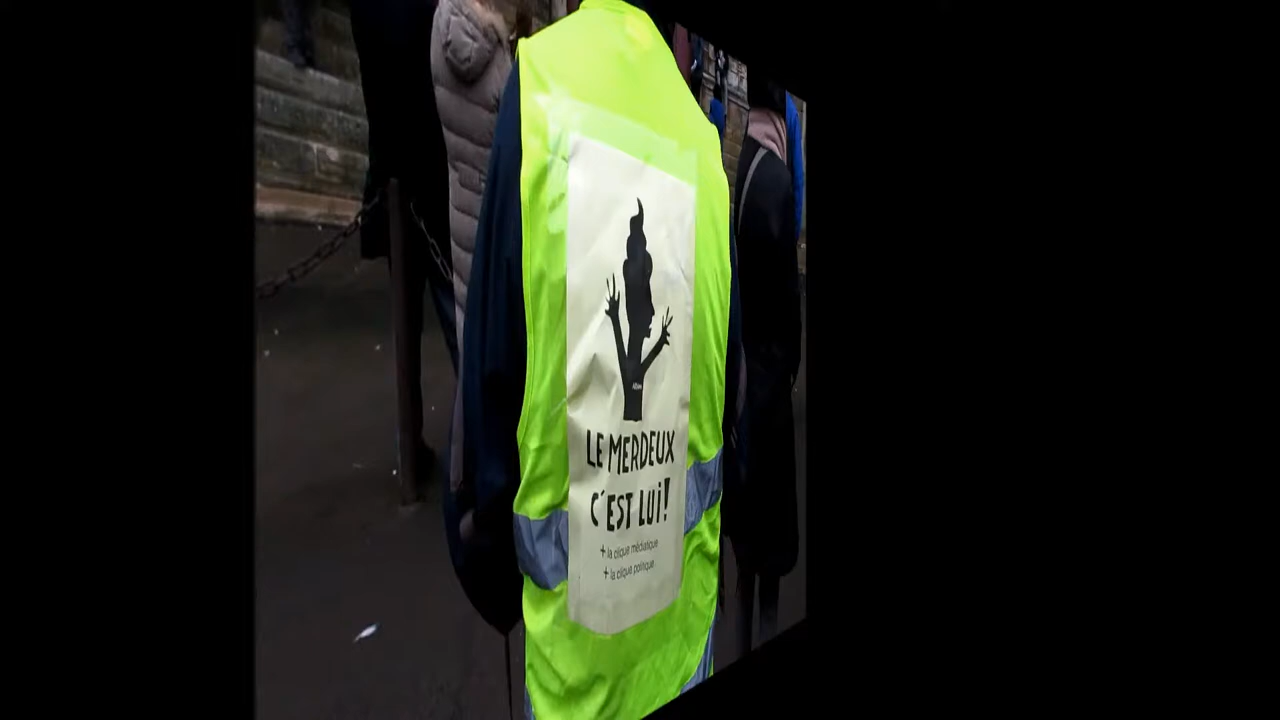 LE MERDEUX
C'EST LUi!
+ la clique médiatique
+ la clique politique